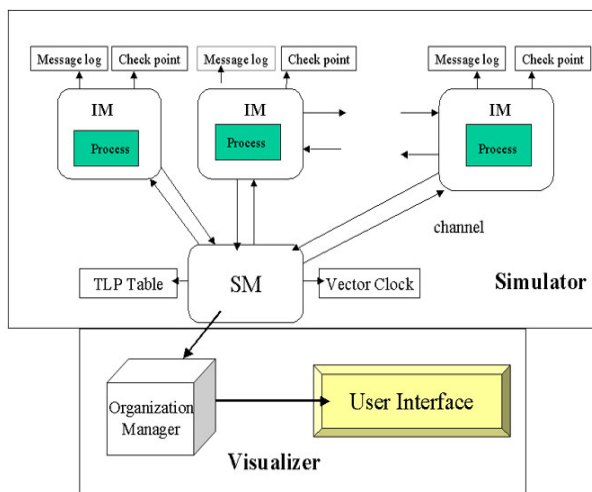 Message log
Check point
Message log
Check point
Message log
Check point
IM
IM
IM
Process
Process
Process
channel
TLP Table
SM
Vector Clock
Simulator
Organization
Manager
User Interface
Visualizer